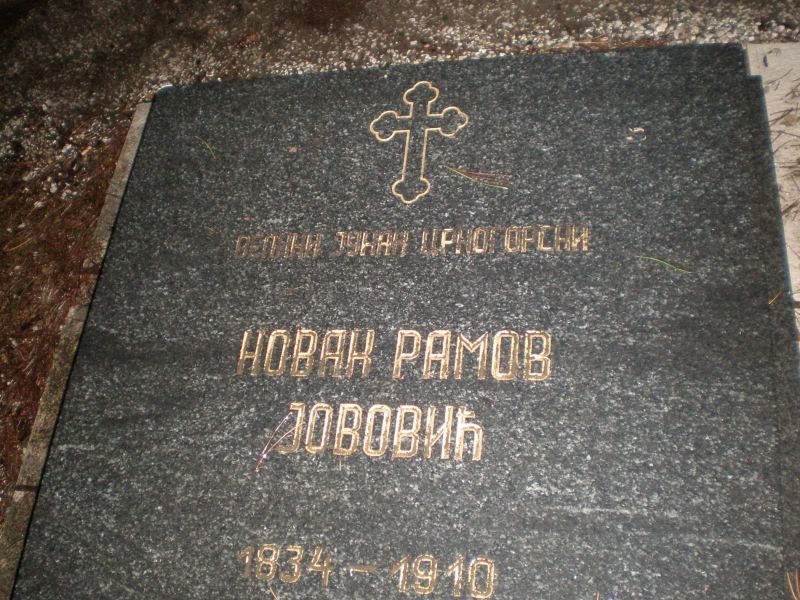 ВЕЛИКИ ЈУНАК ЦРНОГОРСКИ
НОВАК РАМОВ
ЈОВОВИЋ
1834 – 1910